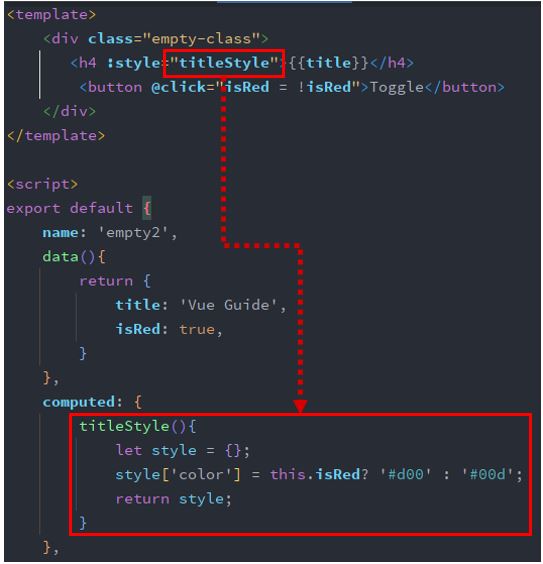 <template>
<div class="empty-class">
<h4 :style="titleStyle">{{title}}</h4>
<button @click="isRed = !isRed">Toggle</button>
</div>
</template>
<script>
export default {
name: 'empty2',
data(){
return {
title: 'Vue Guide',
isRed: true,
}
},
computed: {
titleStyle(){
let style = {};
style['color'] = this.isRed? '#d00' : '#00d';
return style;
}
},